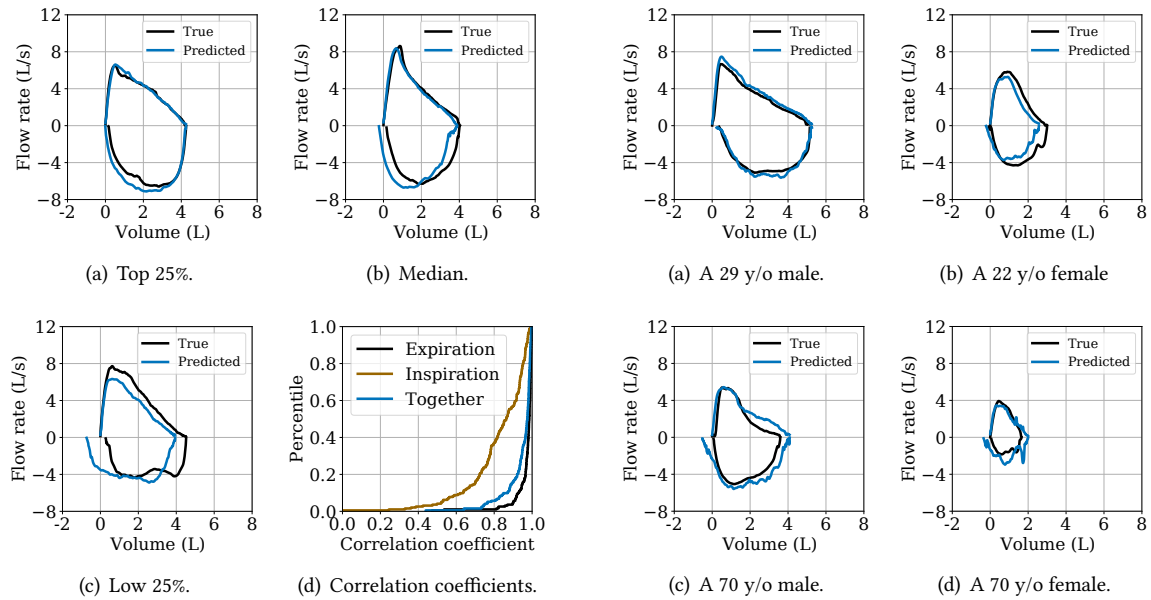 12
8
4
0
−4
−8
Flow rate (L/s)
True
Predicted
-2 0 2 4 6 8
Volume (L)
(a) Top 25%.
12
8
4
0
−4
−8
Flow rate (L/s)
True
Predicted
-2 0 2 4 6 8
Volume (L)
(b) Median.
12
8
4
0
−4
−8
Flow rate (L/s)
True
Predicted
-2 0 2 4 6 8
Volume (L)
(a) A 29 y/o male.
12
8
4
0
−4
−8
Flow rate (L/s)
True
Predicted
-2 0 2 4 6 8
Volume (L)
(b) A 22 y/o female
12
8
4
0
−4
−8
Flow rate (L/s)
True
Predicted
-2 0 2 4 6 8
Volume (L)
(c) Low 25%.
1.0
0.8
0.6
0.4
0.2
0.0
Percentile
Expiration
Inspiration
Together
0.0 0.2 0.4 0.6 0.8 1.0
Correlation coefficient
(d) Correlation coefficients.
12
8
4
0
−4
−8
Flow rate (L/s)
True
Predicted
-2 0 2 4 6 8
Volume (L)
(c) A 70 y/o male.
12
8
4
0
−4
−8
Flow rate (L/s)
True
Predicted
-2 0 2 4 6 8
Volume (L)
(d) A 70 y/o female.